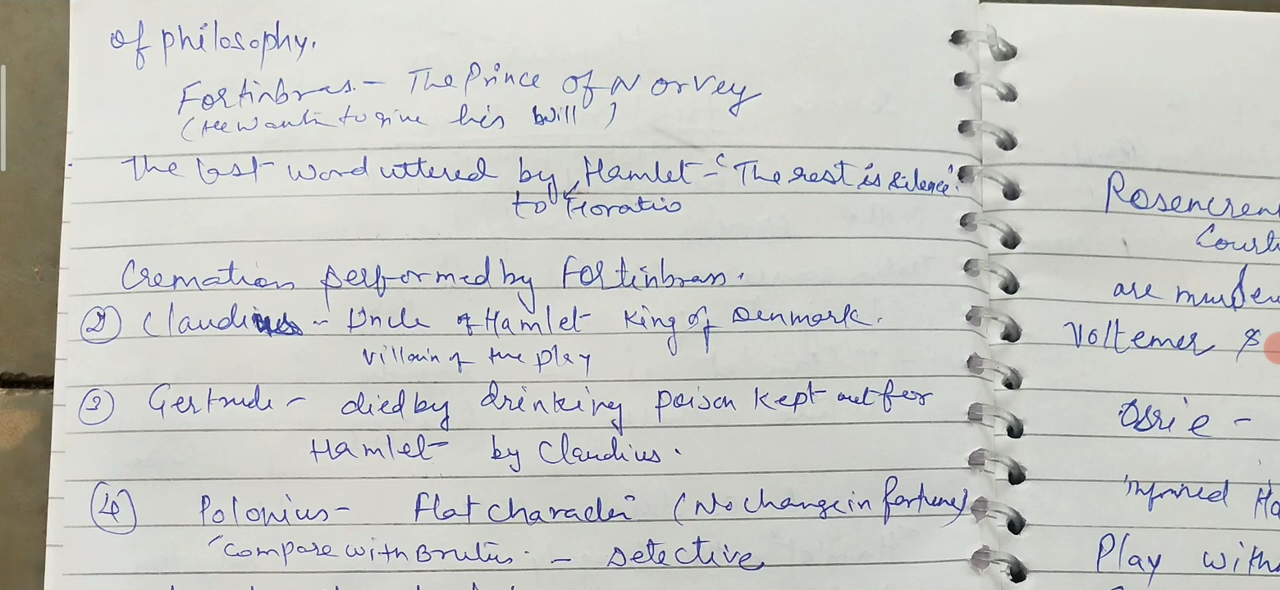 of philosophy.
Fortinbras. - The Prince of Norvey
(He wants to give his will)
The last word uttered by Hamlet - 'The rest is silence'.
to Horatio
Cremation performed by Fortinbras.
② Claudius - Uncle of Hamlet King of Denmark.
Villain of the play
③ Gertrude - died by drinking poison kept out for
Hamlet by Claudius.
④ Polonius - flat character (No change in fortune)
Compare with Brutus. - Detective
Rosencren
Court
are murder
Voltemer &
Osric -
Play with